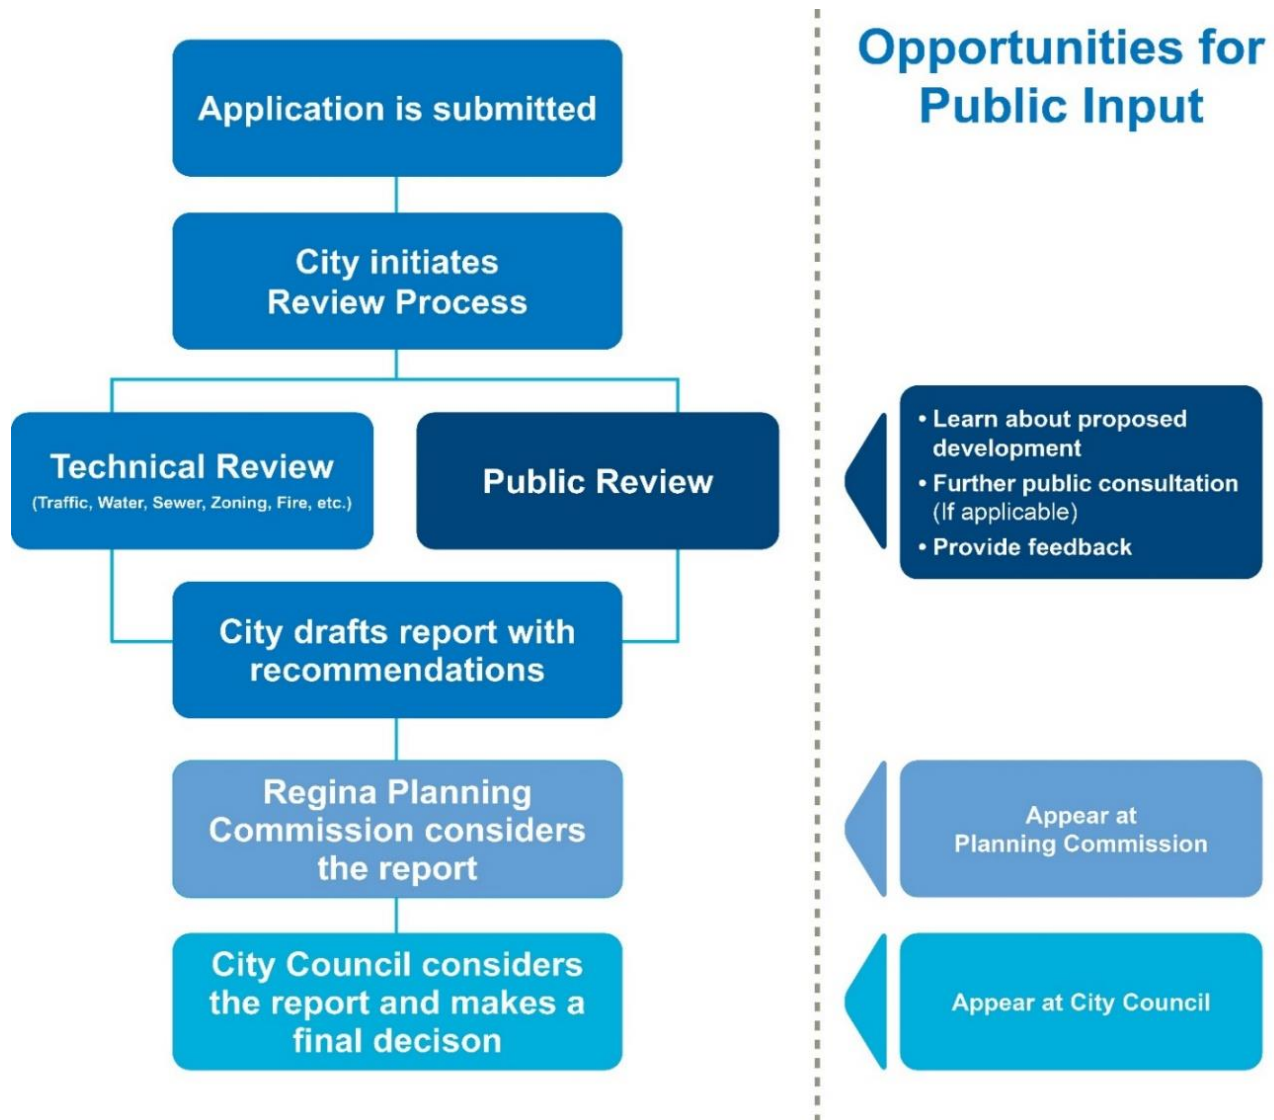 Opportunities for
Public Input
Application is submitted
City initiates
Review Process
Technical Review
(Traffic, Water, Sewer, Zoning, Fire, etc.)
Public Review
• Learn about proposed
development
• Further public consultation
(If applicable)
• Provide feedback
City drafts report with
recommendations
Regina Planning
Commission considers
the report
Appear at
Planning Commission
City Council considers
the report and makes a
final decison
Appear at City Council